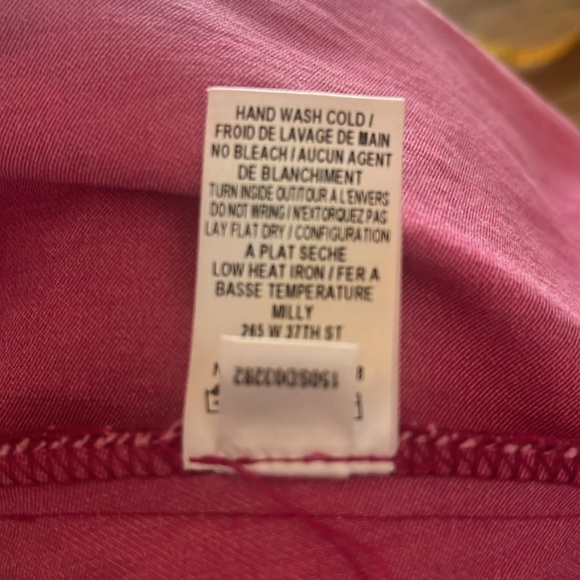 HAND WASH COLD /
FROID DE LAVAGE DE MAIN
NO BLEACH / AUCUN AGENT
DE BLANCHIMENT
TURN INSIDE OUT/TOUR A L'ENVERS
DO NOT WRING / N'EXTORQUEZ PAS
LAY FLAT DRY / CONFIGURATION
A PLAT SECHE
LOW HEAT IRON / FER A
BASSE TEMPERATURE
MILLY
265 W 37TH ST